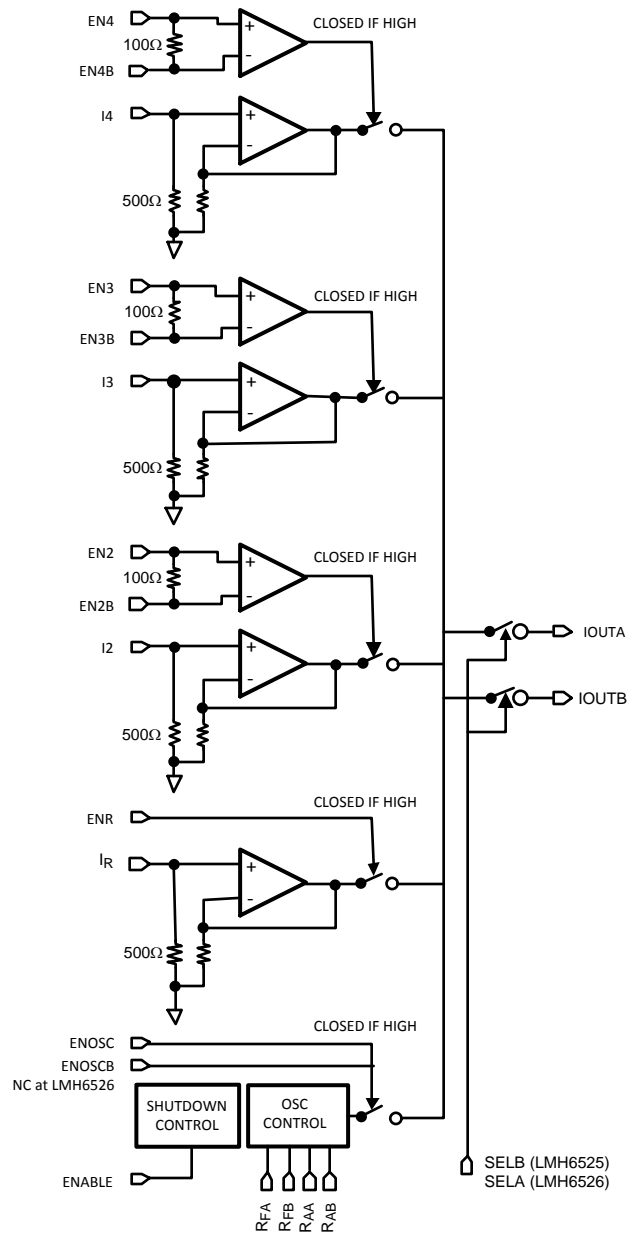 EN4
CLOSED IF HIGH
100Ω
+
-
EN4B
I4
+
-
500Ω
EN3
CLOSED IF HIGH
100Ω
+
-
EN3B
I3
+
-
500Ω
EN2
CLOSED IF HIGH
100Ω
+
-
EN2B
IOUTA
I2
+
-
IOUTB
500Ω
CLOSED IF HIGH
ENR
IR
+
-
500Ω
CLOSED IF HIGH
ENOSC
ENOSCB
NC at LMH6526
SHUTDOWN
CONTROL
OSC
CONTROL
SELB (LMH6525)
SELA (LMH6526)
ENABLE
RFA
RFB
RAA
RAB